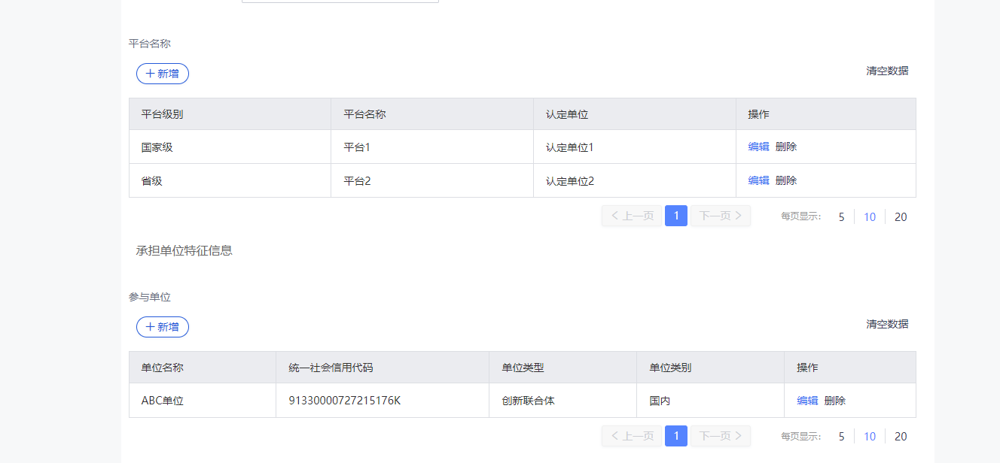 平台名称
新增
清空数据
平台级别 平台名称 认定单位 操作
国家级 平台1 认定单位1 编辑 删除
省级 平台2 认定单位2 编辑 删除
上一页 1 下一页 每页显示: 5 10 20
承担单位特征信息
参与单位
新增
清空数据
单位名称 统一社会信用代码 单位类型 单位类别 操作
ABC单位 91330000727215176K 创新联合体 国内 编辑 删除
上一页 1 下一页 每页显示: 5 10 20